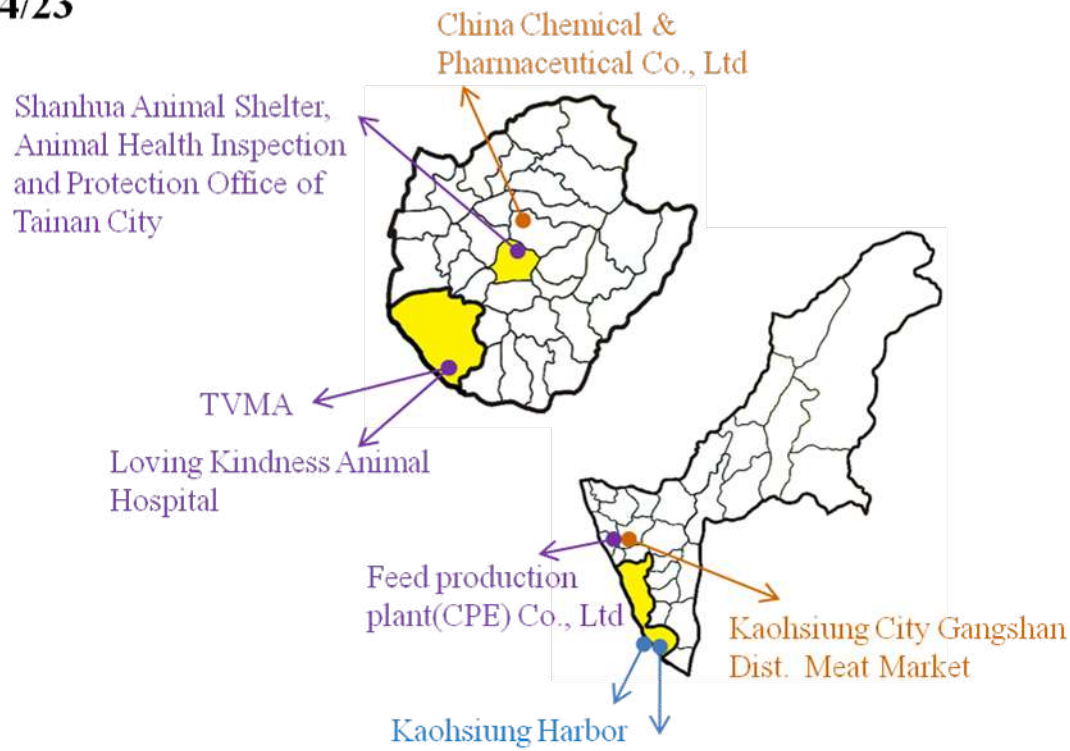 4/23
China Chemical &
Pharmaceutical Co., Ltd
Shanhua Animal Shelter,
Animal Health Inspection
and Protection Office of
Tainan City
TVMA
Loving Kindness Animal
Hospital
Feed production
plant(CPE) Co., Ltd
Kaohsiung City Gangshan
Dist. Meat Market
Kaohsiung Harbor